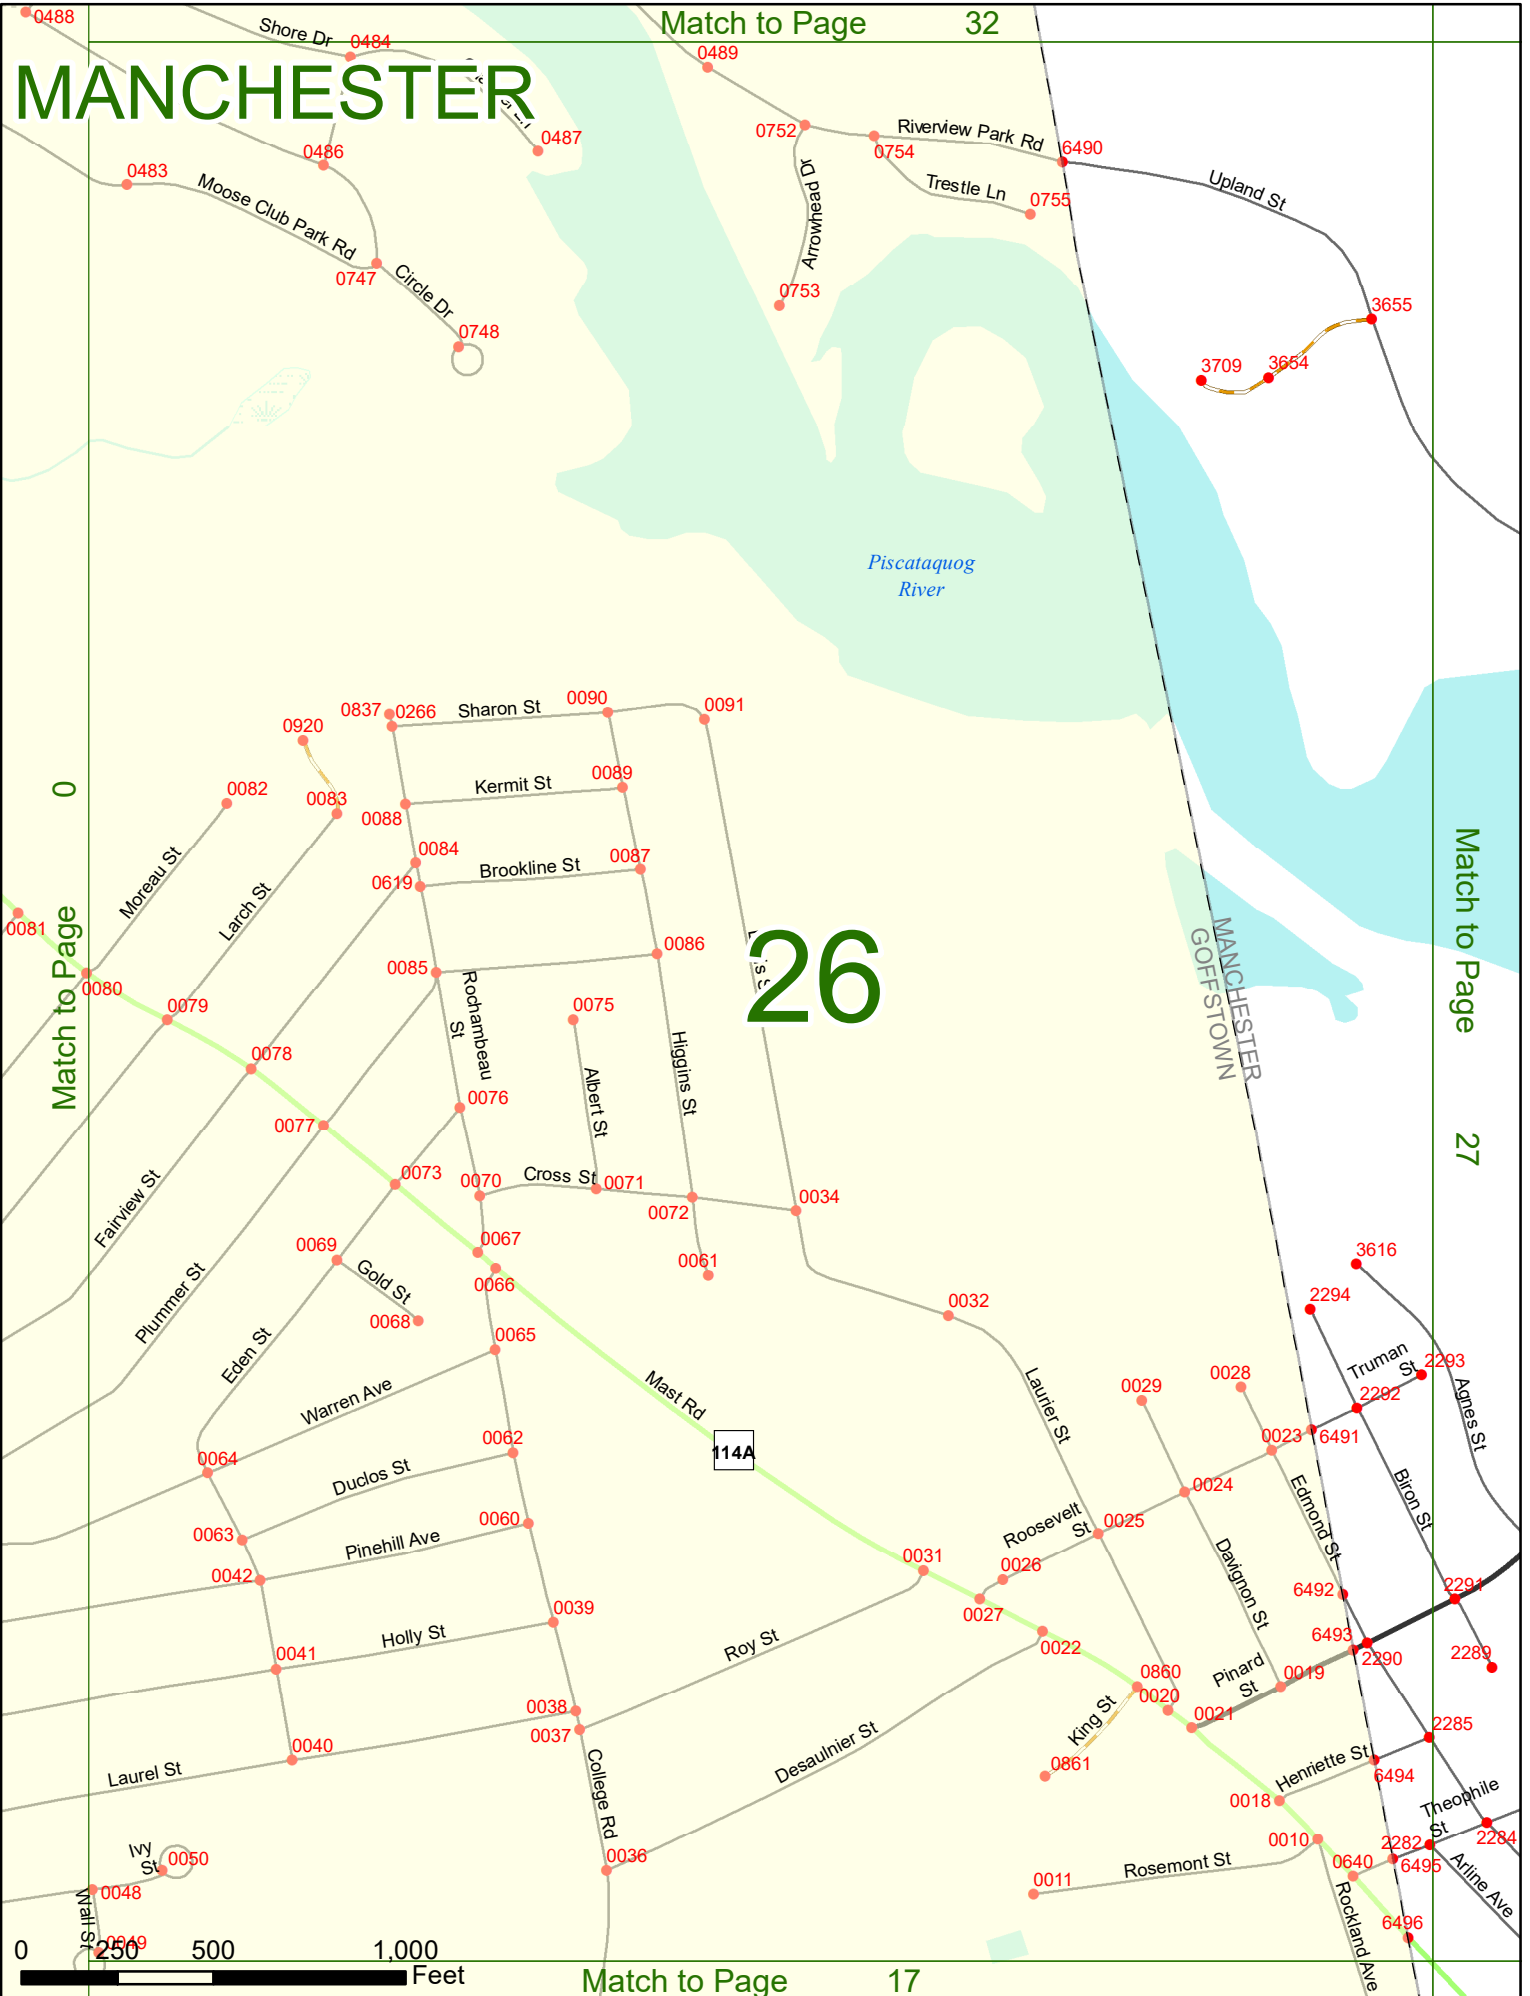 Match to Page 32
0488
Shore Dr
0484
0489
MANCHESTER
0487
0752
0754
Riverview Park Rd
6490
0486
0483
Moose Club Park Rd
Trestle Ln
0755
Upland St
Arrowhead Dr
0747
Circle Dr
0753
0748
3655
3709
3654
Piscataquog
River
0837
0266
Sharon St
0090
0091
0920
0082
0083
0088
Kermit St
0089
0
Match to Page
Match to Page
27
Moreau St
Larch St
0084
0619
Brookline St
0087
0081
0080
0079
0085
0086
26
MANCHESTER
GOFFSTOWN
Rochambeau
St
0075
0078
0077
0076
Albert St
Higgins St
0073
0070
Cross St
0071
0072
0034
Fairview St
Plummer St
0069
Gold St
0068
0067
0066
0061
0032
3616
2294
Eden St
0065
Warren Ave
Mast Rd
Laurier St
0029
0028
Truman
St
2293
2292
Agnes St
0064
0062
Duclos St
114A
0023
6491
0024
Edmond St
Biron St
0063
0060
Pinehill Ave
0042
Roosevelt
St
0025
0026
0031
0027
Davignon St
6492
2291
0039
Holly St
0041
Roy St
0022
6493
2290
2289
0038
0037
0860
0020
0021
Pinard
St
0019
King St
0861
0040
Laurel St
College Rd
Desaulnier St
Henriette St
2285
6494
0018
Theophile
St
2284
Ivy
St
0050
0048
0036
0010
2282
6495
0640
Rosemont St
0011
Arline Ave
Wall St
0049
Rockland Ave
6496
0 250 500 1,000
Feet
Match to Page 17